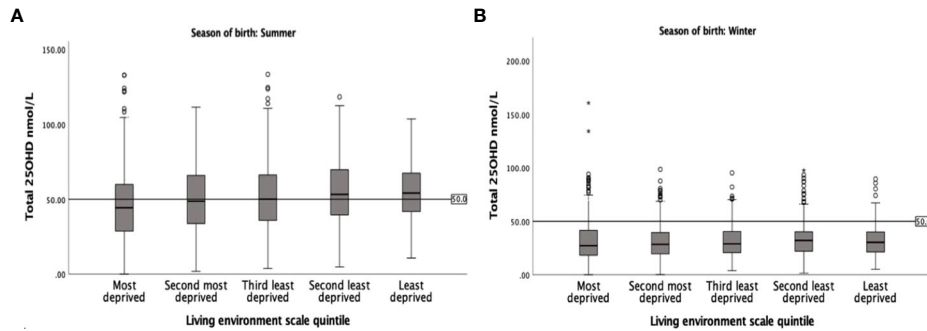 A
Season of birth: Summer
150.00
100.00
50.00
.00
Total 25OHD nmol/L
50.0
Most deprived
Second most deprived
Third least deprived
Second least deprived
Least deprived
Living environment scale quintile
B
Season of birth: Winter
200.00
150.00
100.00
50.00
.00
Total 25OHD nmol/L
50.
Most deprived
Second most deprived
Third least deprived
Second least deprived
Least deprived
Living environment scale quintile